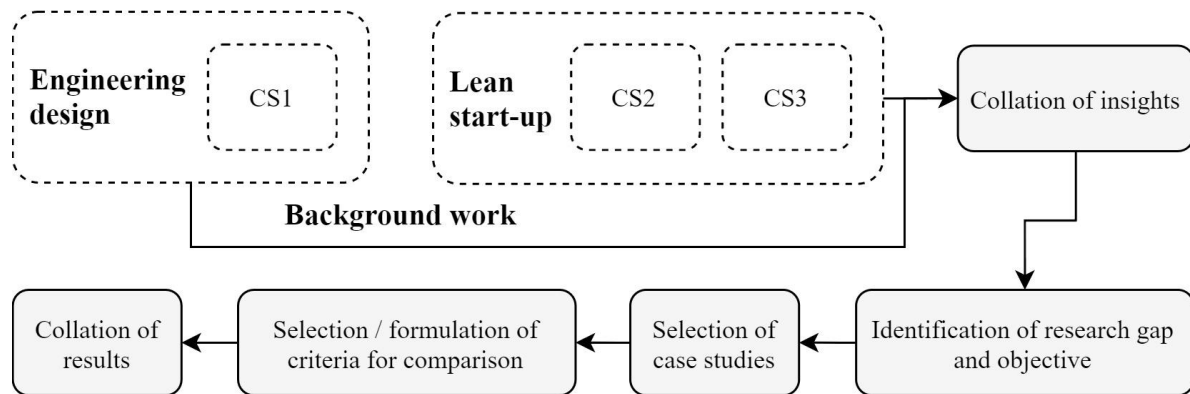 Engineering
design
CS1
Lean
start-up
CS2
CS3
Collation of insights
Background work
Collation of
results
Selection / formulation of
criteria for comparison
Selection of
case studies
Identification of research gap
and objective